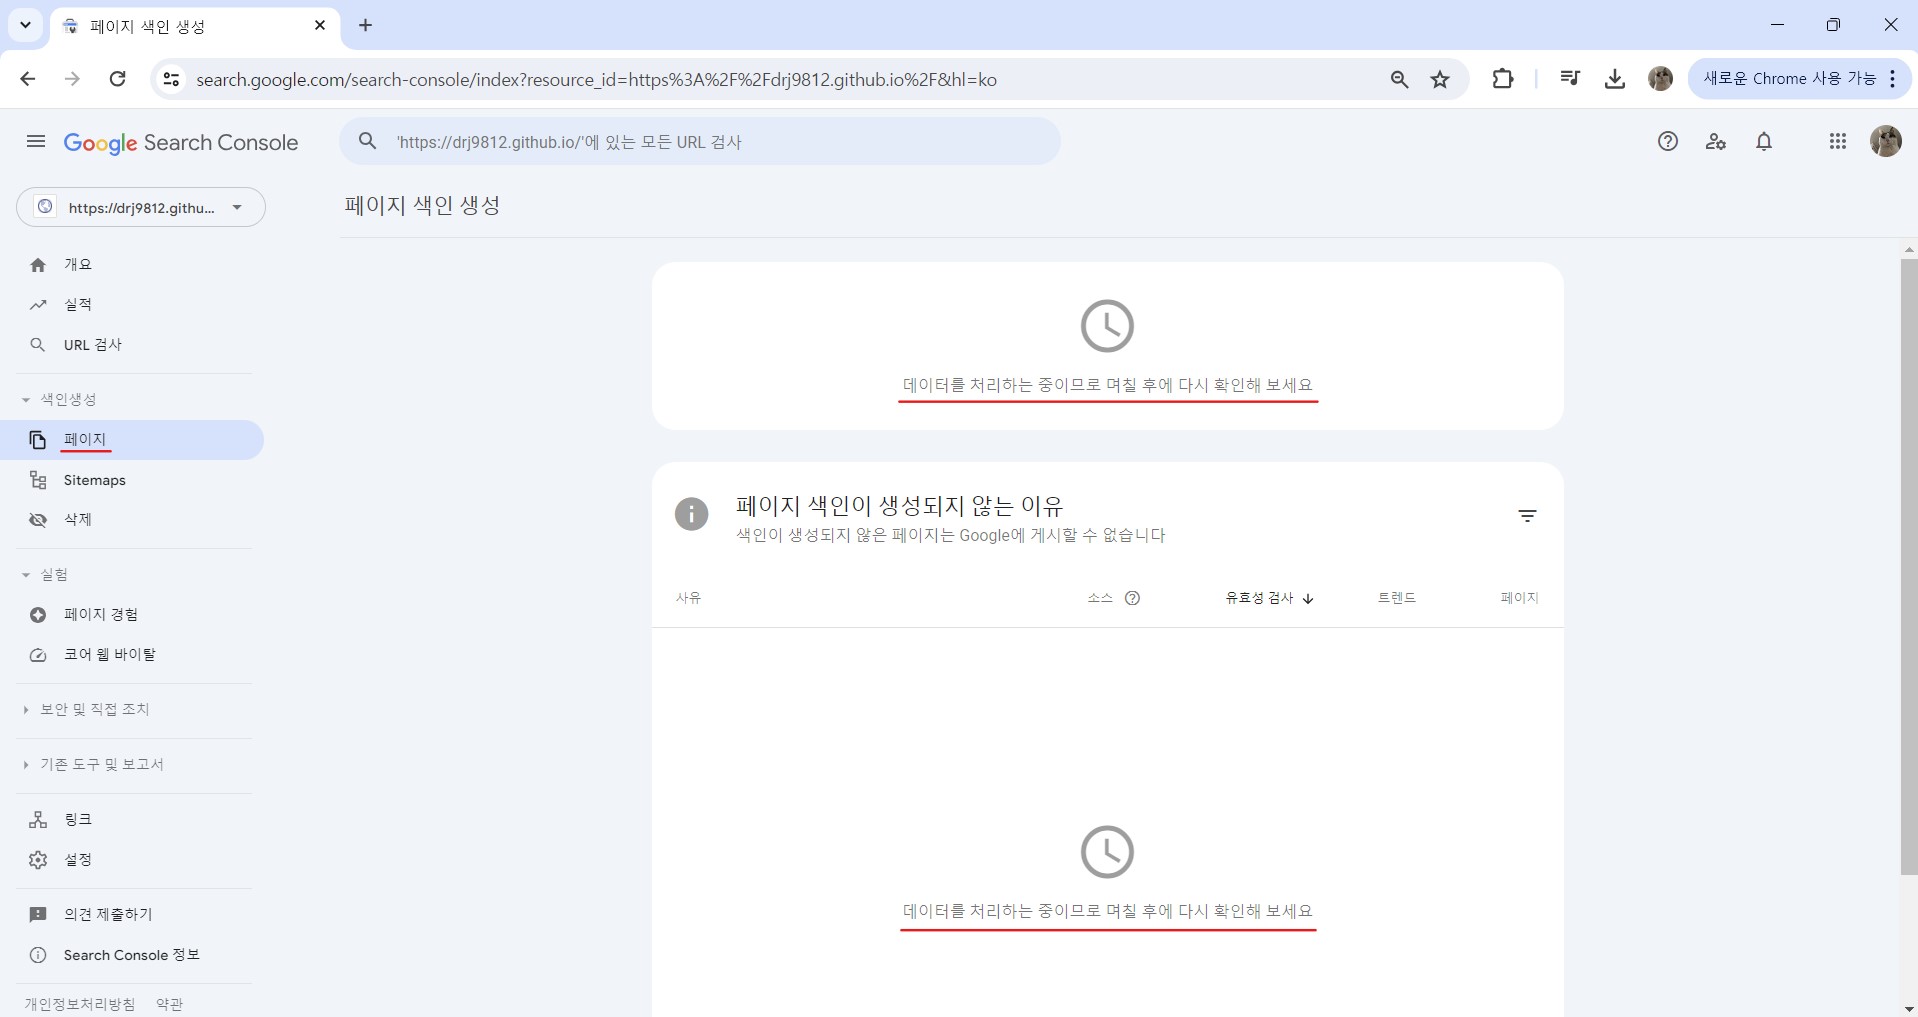 페이지 색인 생성
search.google.com/search-console/index?resource_id=https%3A%2F%2Fdrj9812.github.io%2F&hl=ko
새로운 Chrome 사용 가능
Google Search Console
'https://drj9812.github.io/'에 있는 모든 URL 검사
https://drj9812.githu...
페이지 색인 생성
개요
실적
URL 검사
색인생성
페이지
Sitemaps
삭제
실험
페이지 경험
코어 웹 바이탈
보안 및 직접 조치
기존 도구 및 보고서
링크
설정
의견 제출하기
Search Console 정보
개인정보처리방침 약관
데이터를 처리하는 중이므로 며칠 후에 다시 확인해 보세요
페이지 색인이 생성되지 않는 이유
색인이 생성되지 않은 페이지는 Google에 게시할 수 없습니다
사유 소스 유효성 검사 트렌드 페이지
데이터를 처리하는 중이므로 며칠 후에 다시 확인해 보세요